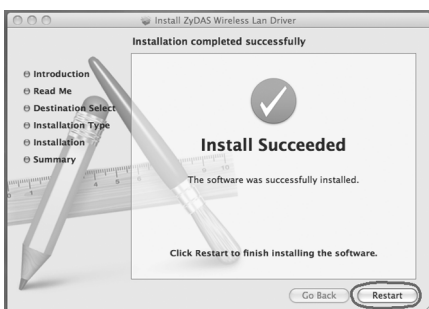 Install ZyDAS Wireless Lan Driver
Installation completed successfully
Introduction
Read Me
Destination Select
Installation Type
Installation
Summary
Install Succeeded
The software was successfully installed.
Click Restart to finish installing the software.
Go Back
Restart